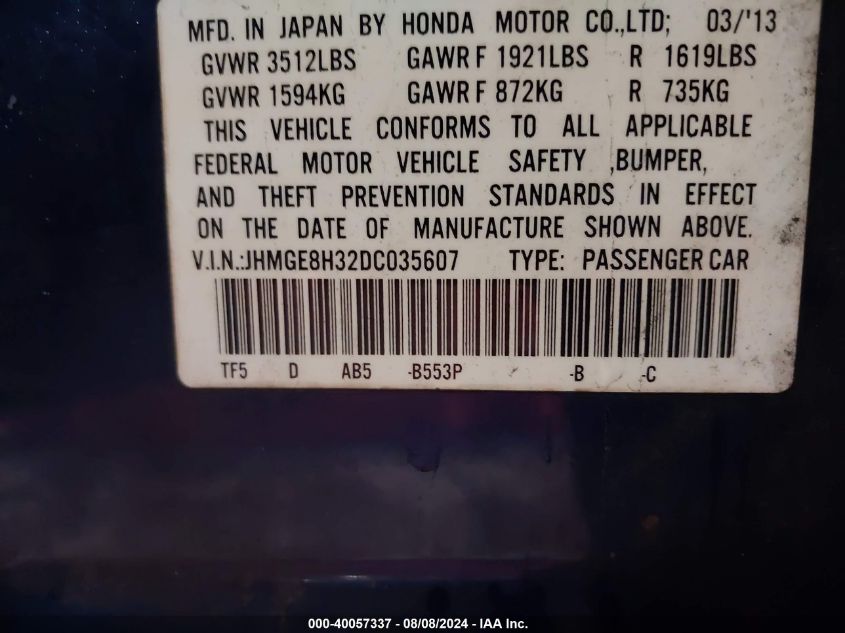 MFD. IN JAPAN BY HONDA MOTOR CO.,LTD; 03/'13
GVWR 3512LBS GAWR F 1921LBS R 1619LBS
GVWR 1594KG GAWR F 872KG R 735KG
THIS VEHICLE CONFORMS TO ALL APPLICABLE
FEDERAL MOTOR VEHICLE SAFETY ,BUMPER,
AND THEFT PREVENTION STANDARDS IN EFFECT
ON THE DATE OF MANUFACTURE SHOWN ABOVE.
V.I.N.:JHMGE8H32DC035607 TYPE: PASSENGER CAR
TF5 D AB5 -B553P -B -C
000-40057337 - 08/08/2024 - IAA Inc.